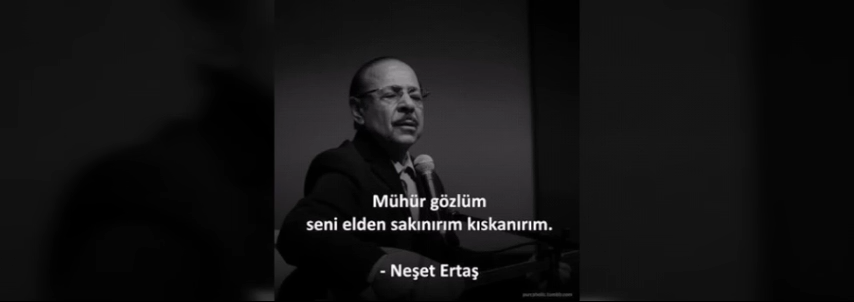 Mühür gözlüm
seni elden sakınırım kıskanırım.
- Neşet Ertaş